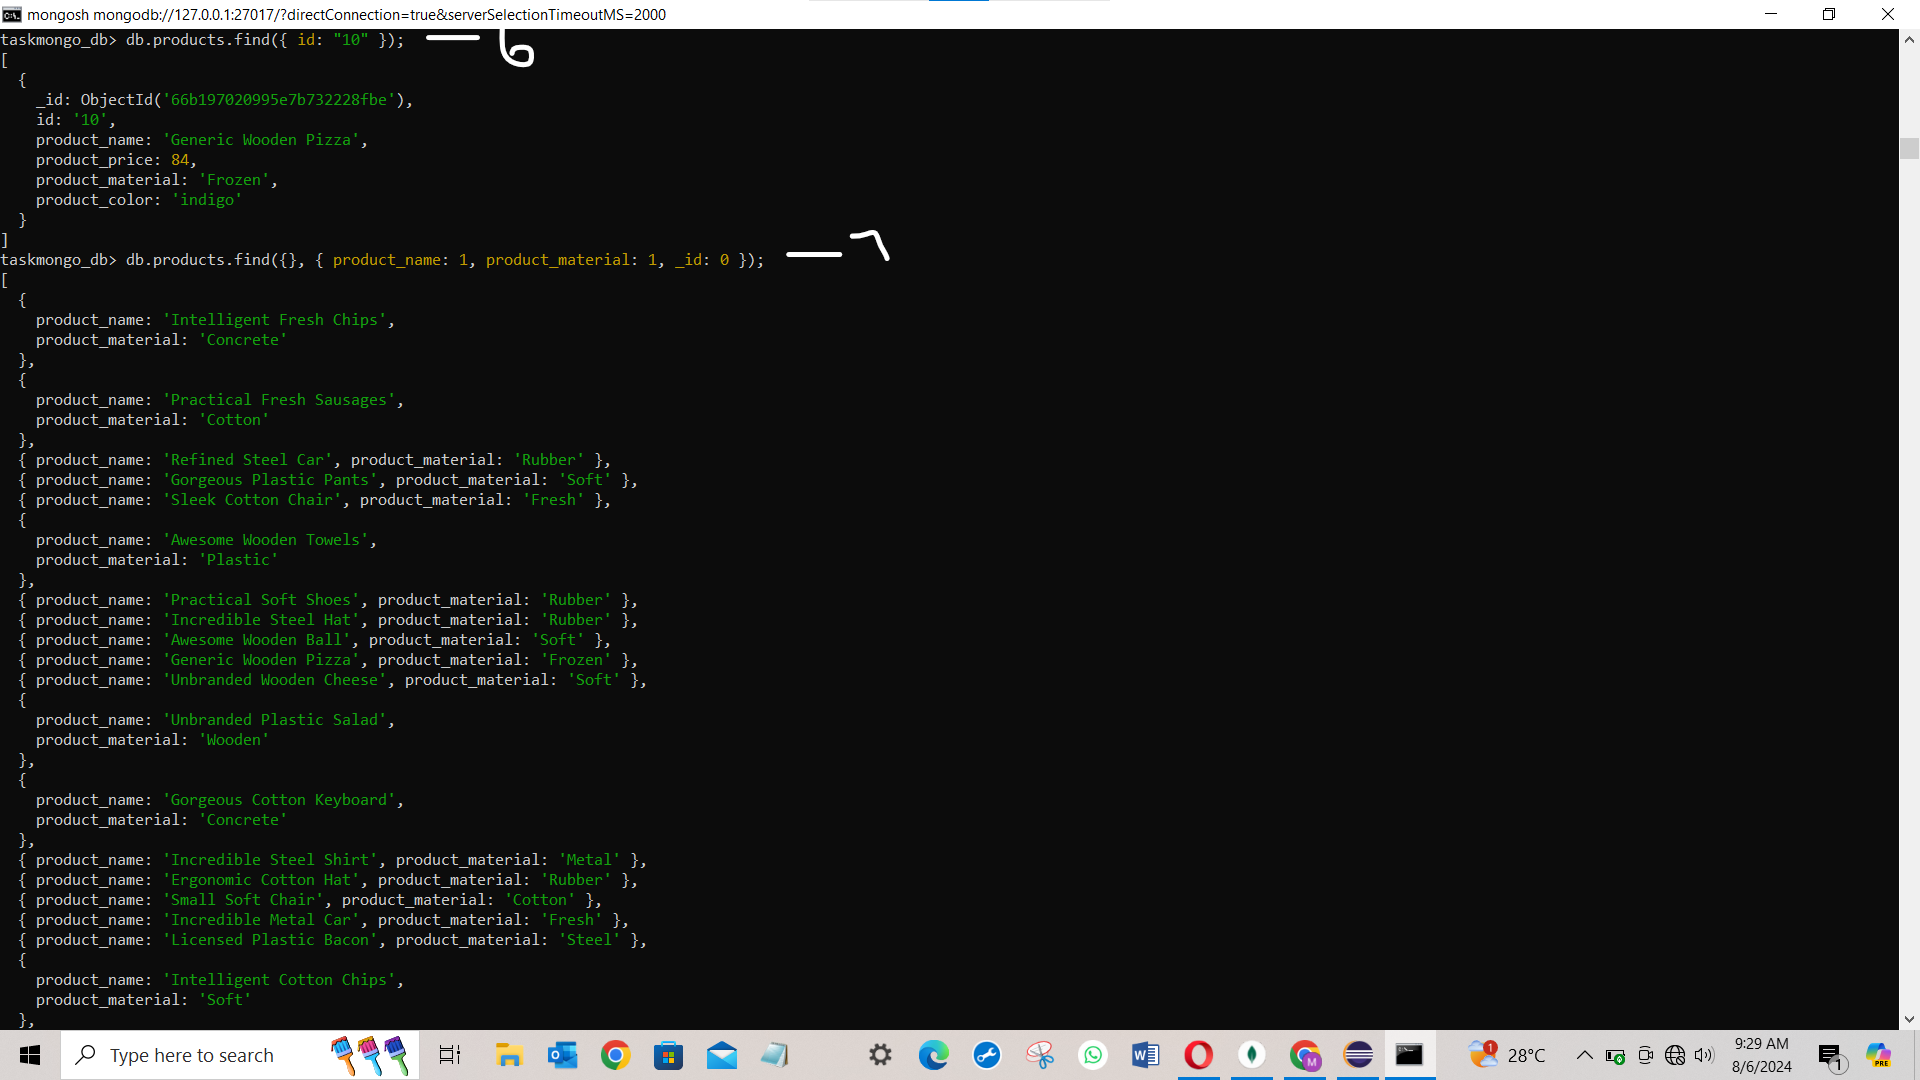 mongosh mongodb://127.0.0.1:27017/?directConnection=true&serverSelectionTimeoutMS=2000
taskmongo_db> db.products.find({ id: "10" }); — 6
[
  {
    _id: ObjectId('66b197020995e7b732228fbe'),
    id: '10',
    product_name: 'Generic Wooden Pizza',
    product_price: 84,
    product_material: 'Frozen',
    product_color: 'indigo'
  }
]
taskmongo_db> db.products.find({}, { product_name: 1, product_material: 1, _id: 0 }); — 7
[
  {
    product_name: 'Intelligent Fresh Chips',
    product_material: 'Concrete'
  },
  {
    product_name: 'Practical Fresh Sausages',
    product_material: 'Cotton'
  },
  { product_name: 'Refined Steel Car', product_material: 'Rubber' },
  { product_name: 'Gorgeous Plastic Pants', product_material: 'Soft' },
  { product_name: 'Sleek Cotton Chair', product_material: 'Fresh' },
  {
    product_name: 'Awesome Wooden Towels',
    product_material: 'Plastic'
  },
  { product_name: 'Practical Soft Shoes', product_material: 'Rubber' },
  { product_name: 'Incredible Steel Hat', product_material: 'Rubber' },
  { product_name: 'Awesome Wooden Ball', product_material: 'Soft' },
  { product_name: 'Generic Wooden Pizza', product_material: 'Frozen' },
  { product_name: 'Unbranded Wooden Cheese', product_material: 'Soft' },
  {
    product_name: 'Unbranded Plastic Salad',
    product_material: 'Wooden'
  },
  {
    product_name: 'Gorgeous Cotton Keyboard',
    product_material: 'Concrete'
  },
  { product_name: 'Incredible Steel Shirt', product_material: 'Metal' },
  { product_name: 'Ergonomic Cotton Hat', product_material: 'Rubber' },
  { product_name: 'Small Soft Chair', product_material: 'Cotton' },
  { product_name: 'Incredible Metal Car', product_material: 'Fresh' },
  { product_name: 'Licensed Plastic Bacon', product_material: 'Steel' },
  {
    product_name: 'Intelligent Cotton Chips',
    product_material: 'Soft'
  },
Type here to search
28°C
9:29 AM
8/6/2024
1
1
M
PRE